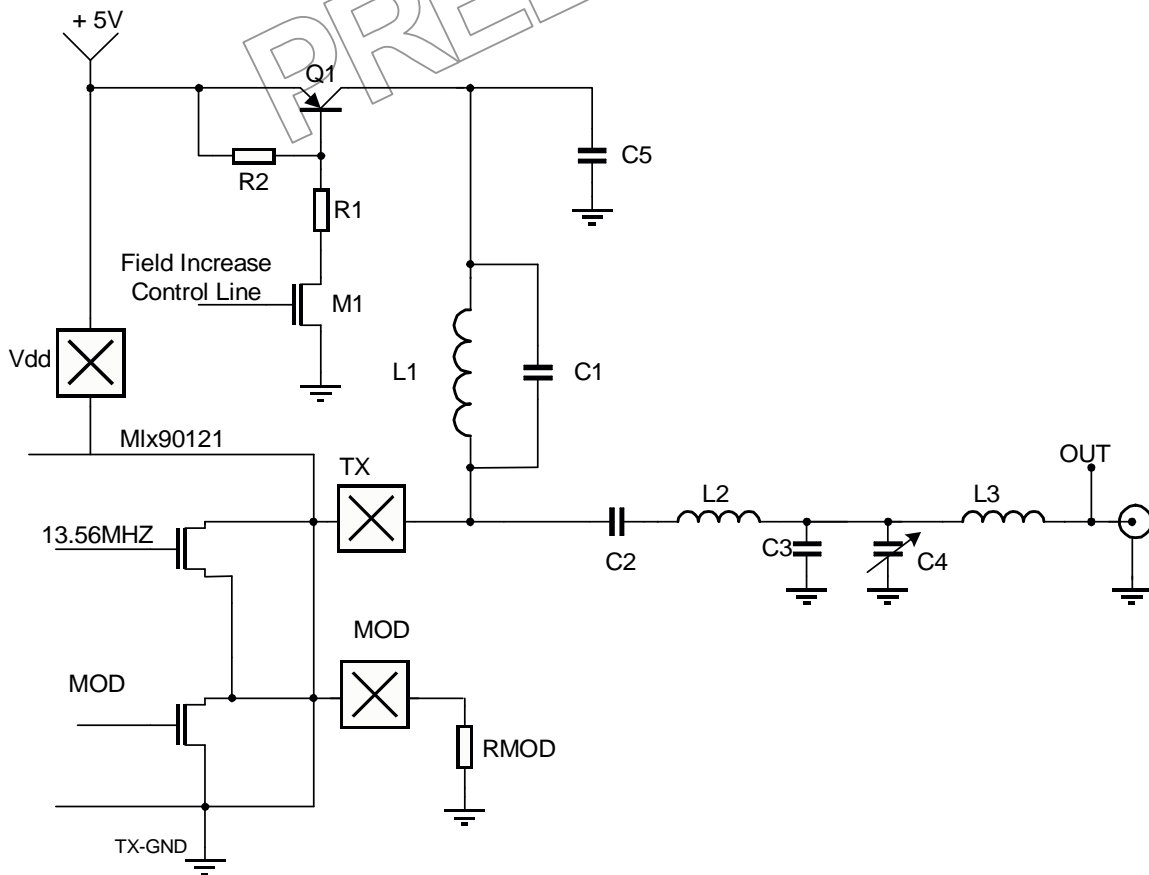 PREL
+ 5V
Q1
C5
R2
R1
Field Increase
Control Line
M1
Vdd
L1
C1
Mlx90121
TX
OUT
L2
L3
13.56MHZ
C3
C4
C2
MOD
MOD
RMOD
TX-GND